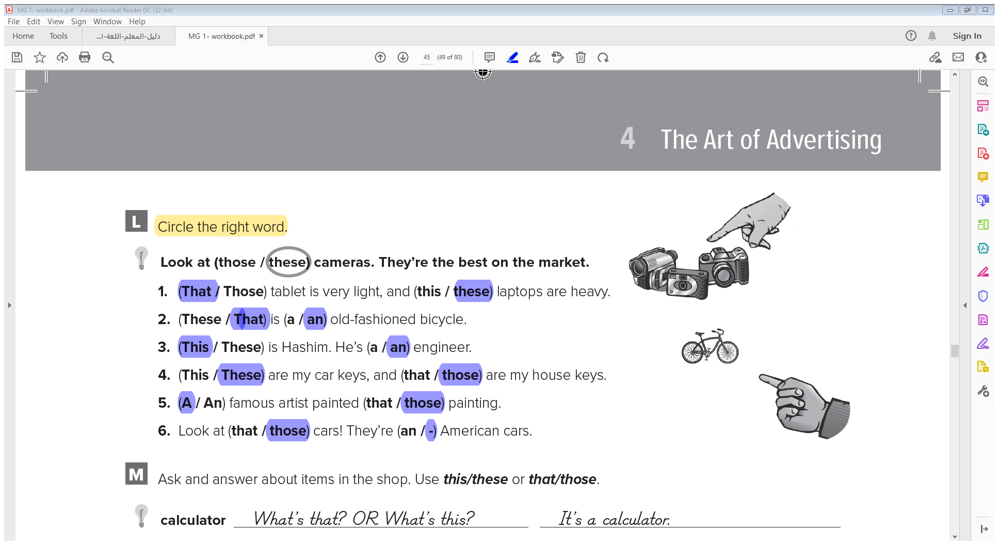 MG 1- workbook.pdf - Adobe Acrobat Reader DC (32-bit)
File Edit View Sign Window Help
Home Tools دليل-المعلم-اللغة-ا... MG 1- workbook.pdf × Sign In
45 (49 of 80)
4 The Art of Advertising
L Circle the right word.
Look at (those / these) cameras. They’re the best on the market.
1. (That / Those) tablet is very light, and (this / these) laptops are heavy.
2. (These / That) is (a / an) old-fashioned bicycle.
3. (This / These) is Hashim. He’s (a / an) engineer.
4. (This / These) are my car keys, and (that / those) are my house keys.
5. (A / An) famous artist painted (that / those) painting.
6. Look at (that / those) cars! They’re (an / -) American cars.
M Ask and answer about items in the shop. Use this/these or that/those.
calculator What’s that? OR What’s this? It’s a calculator.